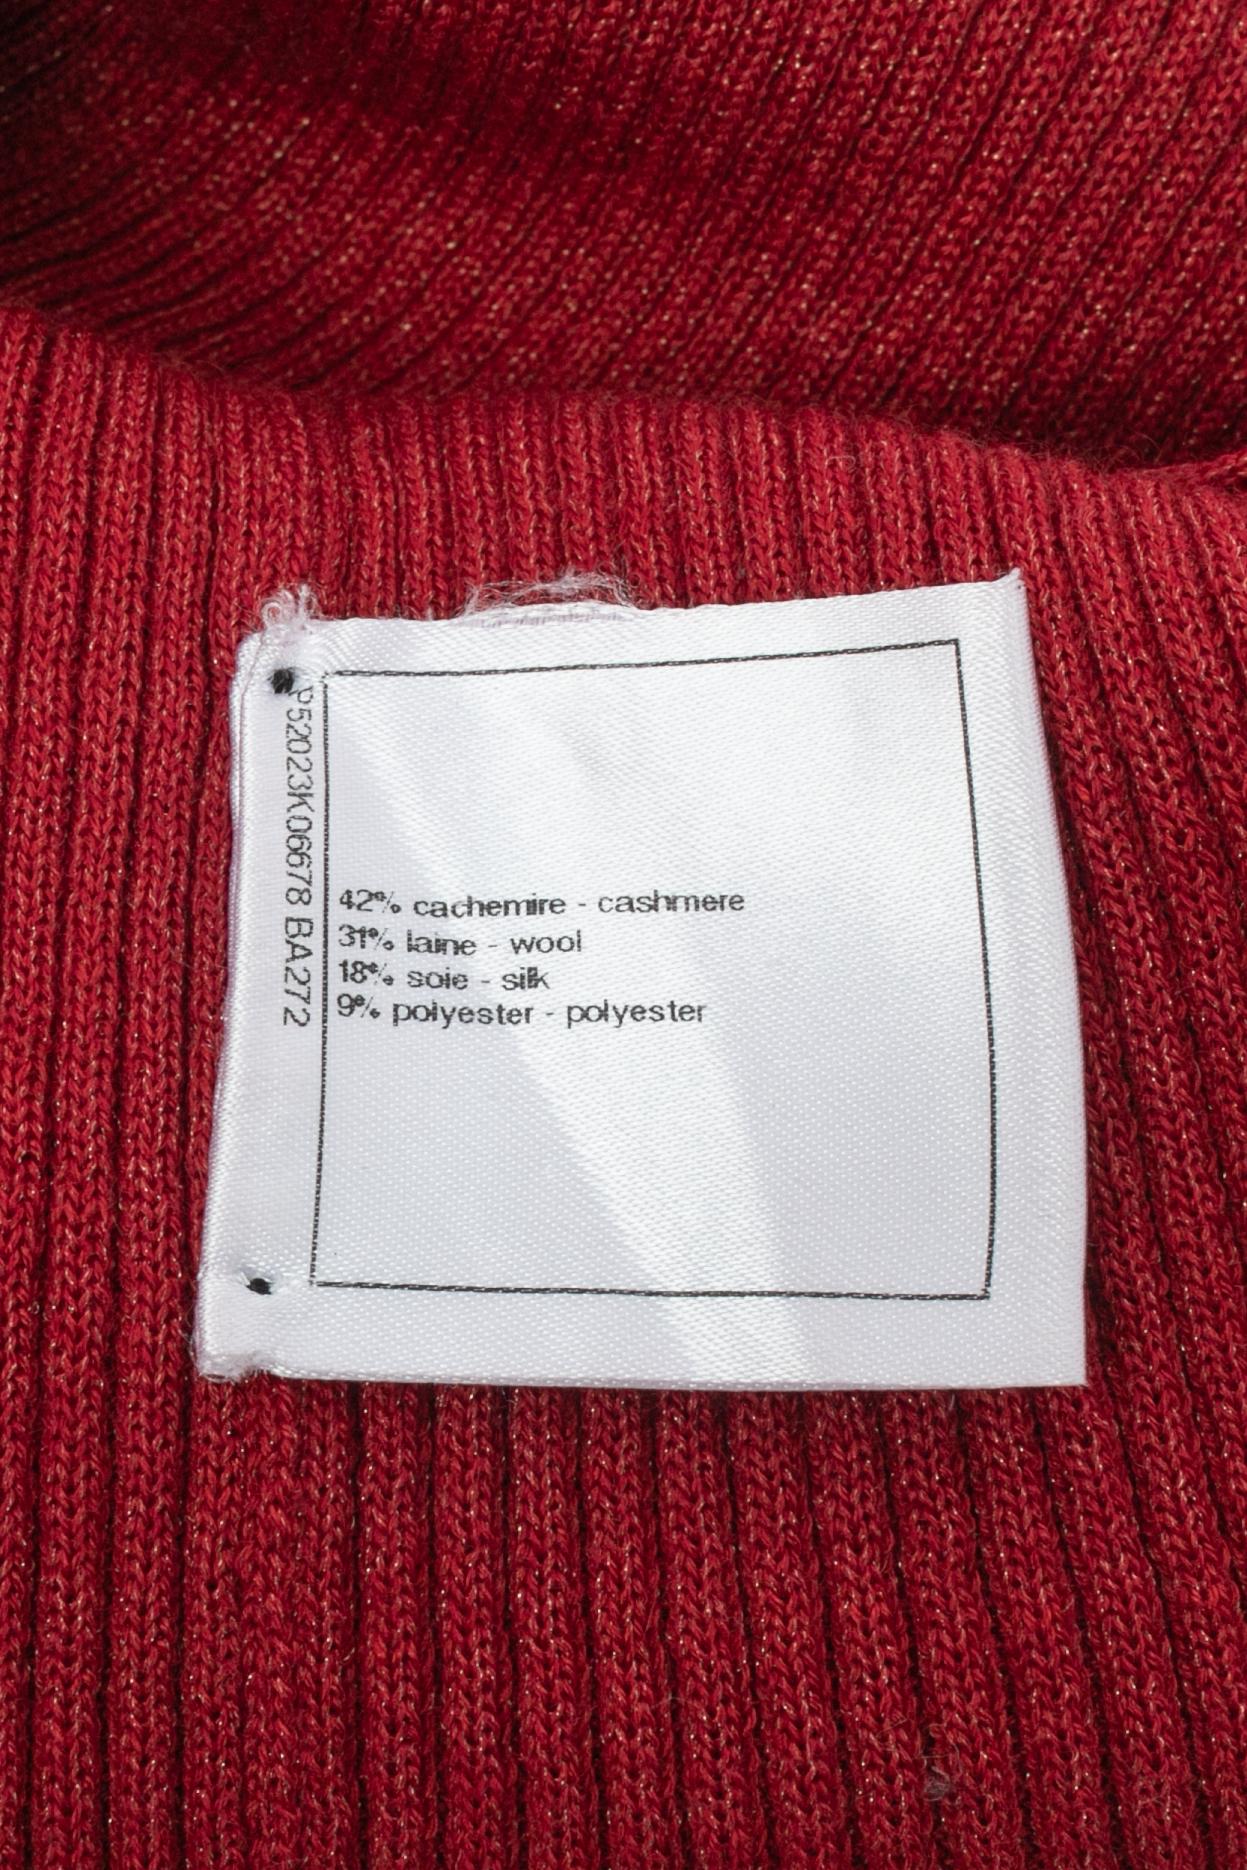 P52023K06678 BA272
42% cachemire - cashmere
31% laine - wool
18% soie - silk
9% polyester - polyester